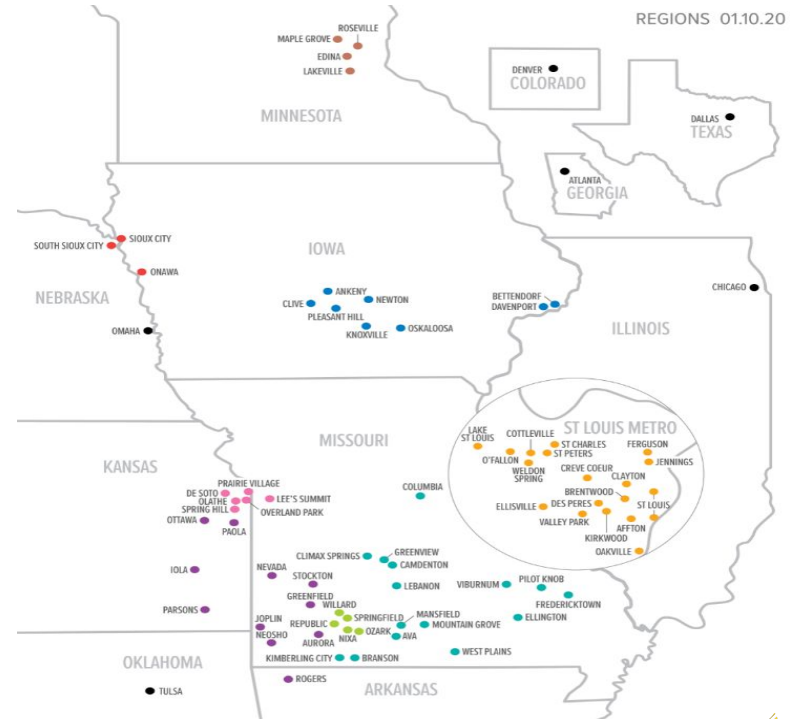 REGIONS 01.10.20
ROSEVILLE
MAPLE GROVE
EDINA
LAKEVILLE
MINNESOTA
DENVER
COLORADO
DALLAS
TEXAS
ATLANTA
GEORGIA
SIOUX CITY
SOUTH SIOUX CITY
ONAWA
NEBRASKA
OMAHA
IOWA
ANKENY
CLIVE
NEWTON
PLEASANT HILL
KNOXVILLE
OSKALOOSA
BETTENDORF
DAVENPORT
CHICAGO
ILLINOIS
MISSOURI
ST LOUIS METRO
LAKE
ST LOUIS
COTTLEVILLE
ST CHARLES
ST PETERS
O'FALLON
WELDON
SPRING
FERGUSON
JENNINGS
CREVE COEUR
CLAYTON
BRENTWOOD
DES PERES
ELLISVILLE
ST LOUIS
VALLEY PARK
AFFTON
KIRKWOOD
OAKVILLE
KANSAS
PRAIRIE VILLAGE
DE SOTO
OLATHE
LEE'S SUMMIT
SPRING HILL
OVERLAND PARK
OTTAWA
PAOLA
COLUMBIA
IOLA
PARSONS
NEVADA
STOCKTON
GREENFIELD
CLIMAX SPRINGS
GREENVIEW
CAMDENTON
LEBANON
VIBURNUM
PILOT KNOB
FREDERICKTOWN
ELLINGTON
WILLARD
SPRINGFIELD
REPUBLIC
JOPLIN
NEOSHO
AURORA
NIXA
OZARK
MANSFIELD
MOUNTAIN GROVE
AVA
WEST PLAINS
KIMBERLING CITY
BRANSON
OKLAHOMA
TULSA
ROGERS
ARKANSAS